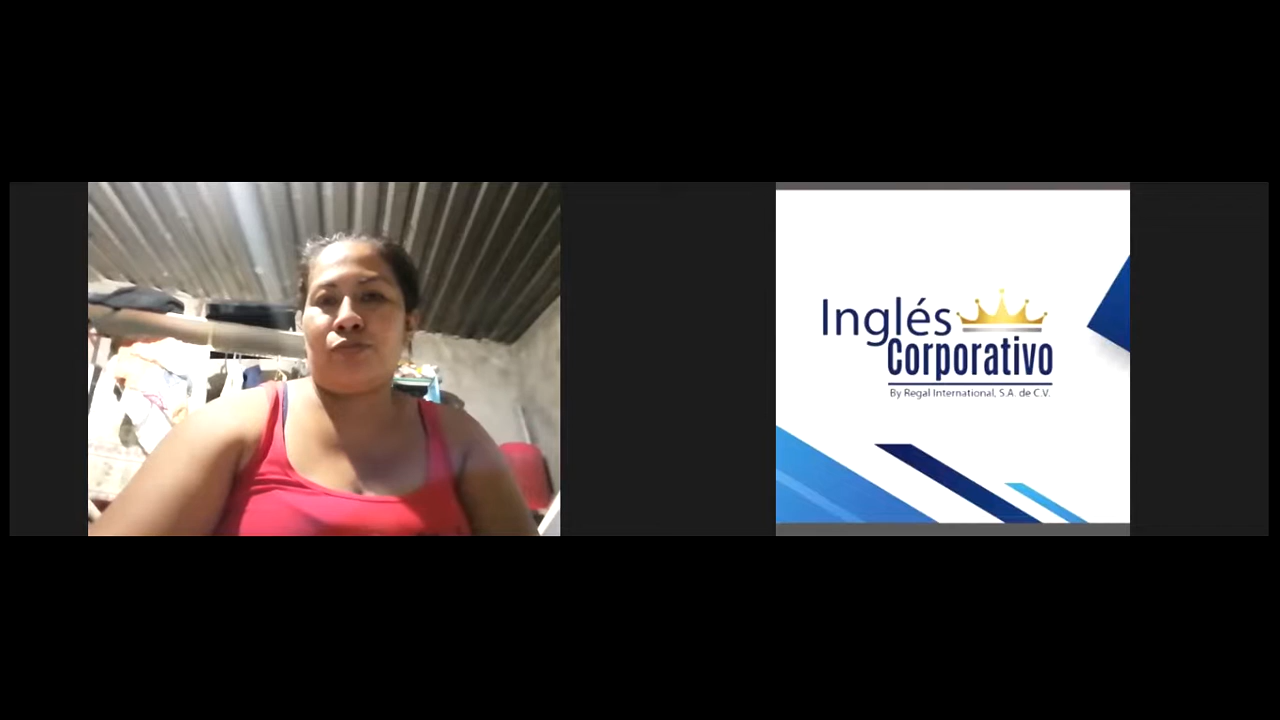 Inglés
Corporativo
By Regal International, S.A. de C.V.